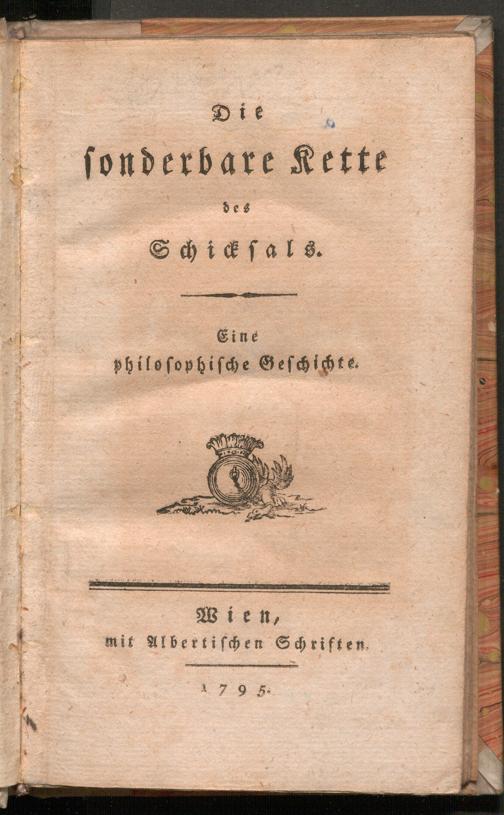 Die
sonderbare Kette
des
Schicksals.
Eine
philosophische Geschichte.
Wien,
mit Albertischen Schriften.
1795.